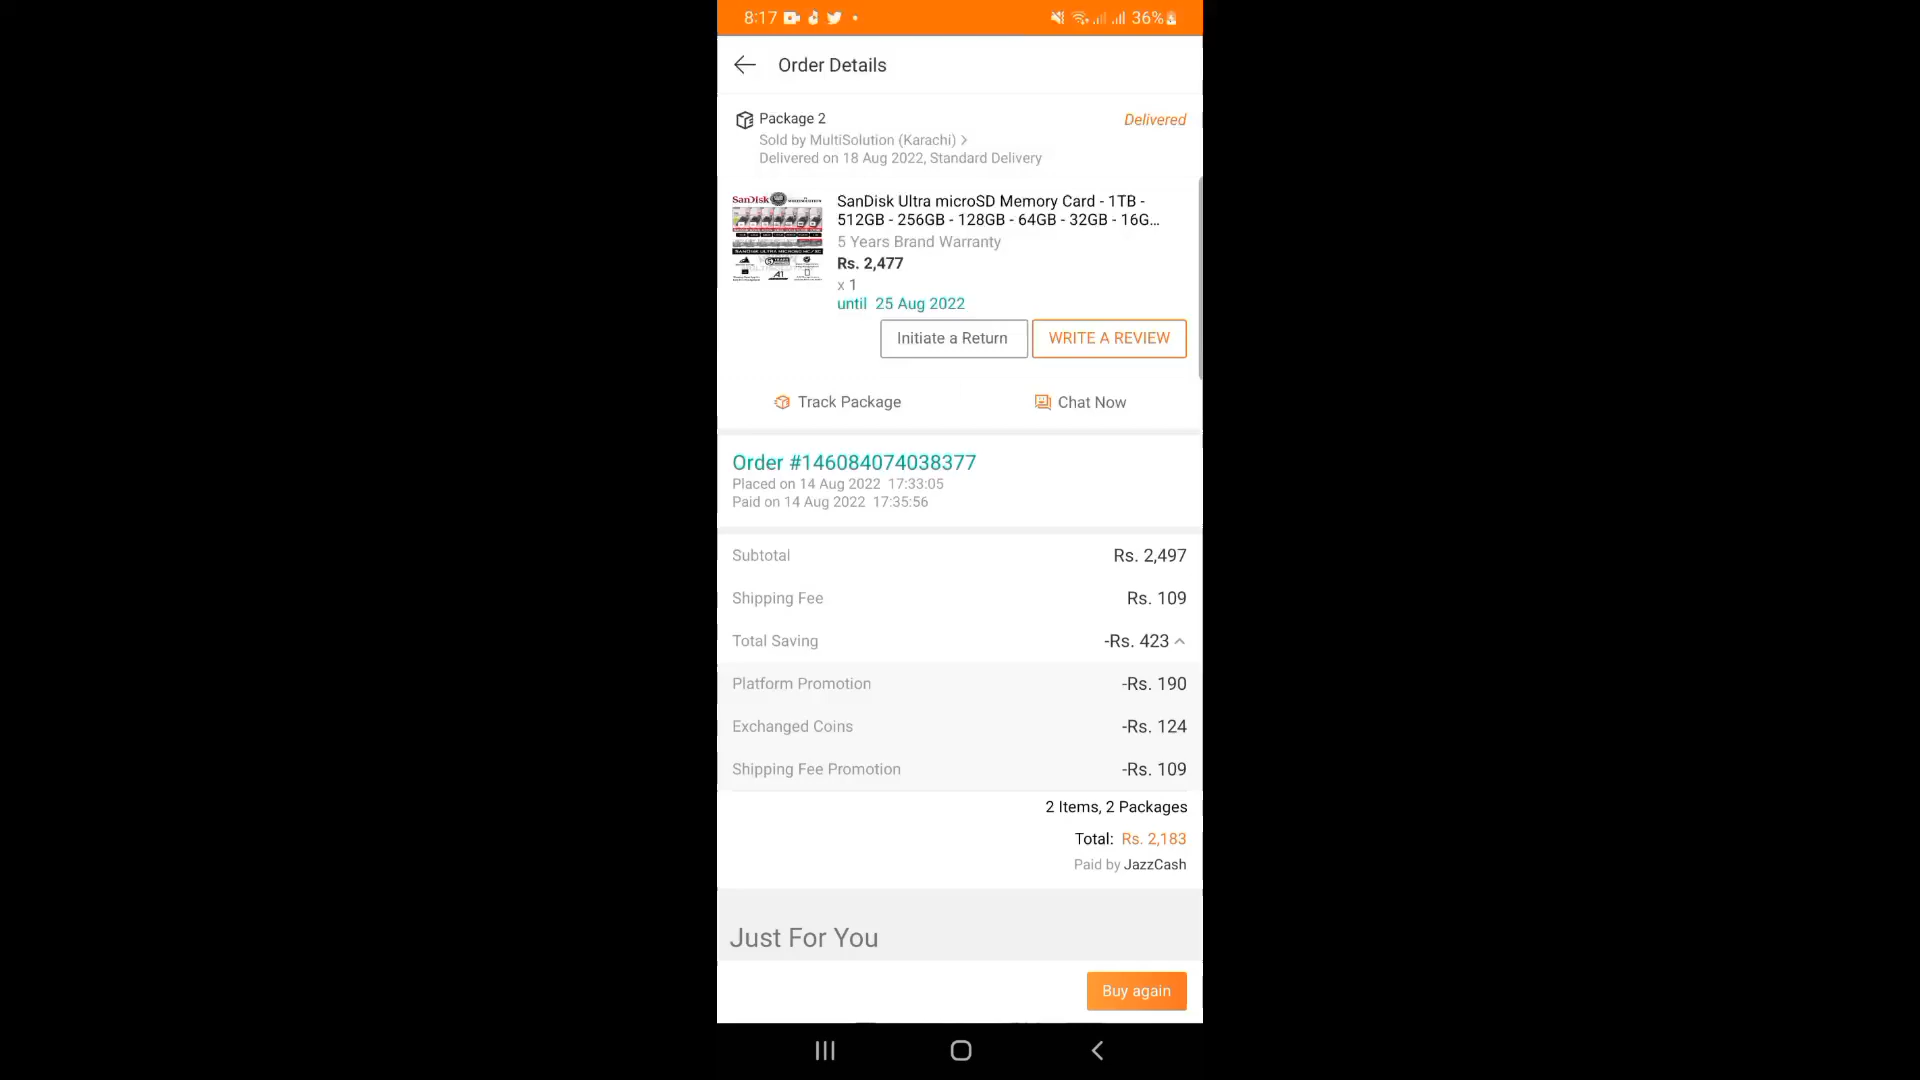 8:17
36%
Order Details
Package 2
Delivered
Sold by MultiSolution (Karachi) >
Delivered on 18 Aug 2022, Standard Delivery
SanDisk
SanDisk Ultra microSD Memory Card - 1TB -
512GB - 256GB - 128GB - 64GB - 32GB - 16G...
5 Years Brand Warranty
Rs. 2,477
x 1
until 25 Aug 2022
Initiate a Return
WRITE A REVIEW
Track Package
Chat Now
Order #146084074038377
Placed on 14 Aug 2022 17:33:05
Paid on 14 Aug 2022 17:35:56
Subtotal
Rs. 2,497
Shipping Fee
Rs. 109
Total Saving
-Rs. 423
Platform Promotion
-Rs. 190
Exchanged Coins
-Rs. 124
Shipping Fee Promotion
-Rs. 109
2 Items, 2 Packages
Total: Rs. 2,183
Paid by JazzCash
Just For You
Buy again